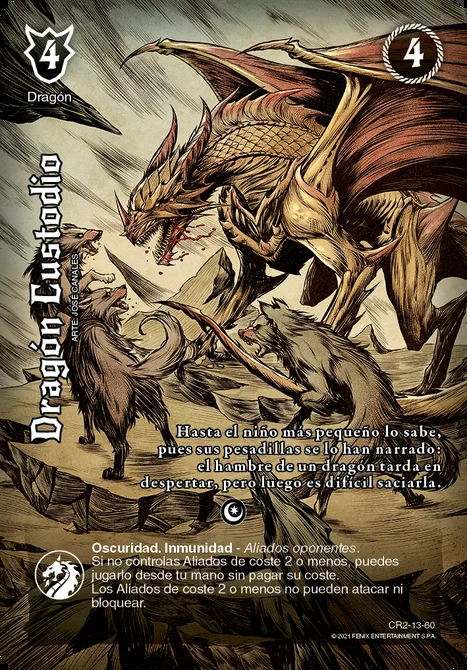 4
4
Dragón
Dragón Custodio
ARTE: JOSÉ CANALES
Hasta el niño más pequeño lo sabe,
pues sus pesadillas se lo han narrado:
el hambre de un dragón tarda en
despertar, pero luego es difícil saciarla.
Oscuridad. Inmunidad - Aliados oponentes.
Si no controlas Aliados de coste 2 o menos, puedes
jugarlo desde tu mano sin pagar su coste.
Los Aliados de coste 2 o menos no pueden atacar ni
bloquear.
CR2-13-60
© 2021 FENIX ENTERTAINMENT S.P.A.